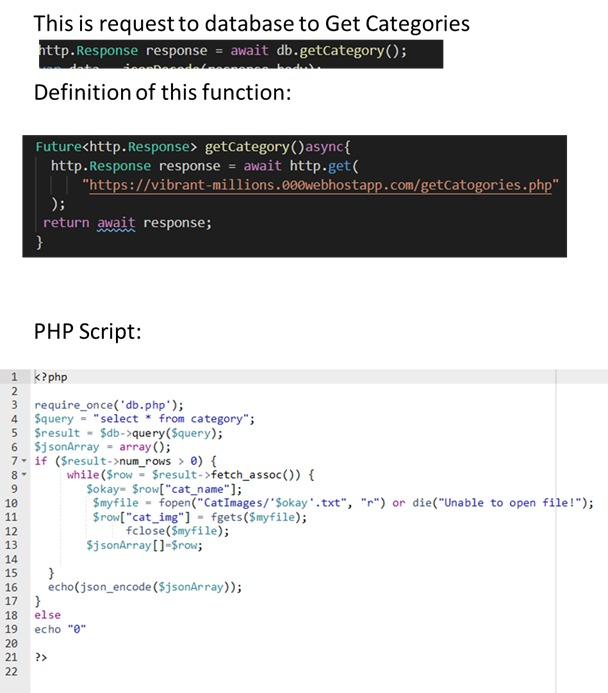 This is request to database to Get Categories
http.Response response = await db.getCategory();
Definition of this function:
Future<http.Response> getCategory()async{
http.Response response = await http.get(
"https://vibrant-millions.000webhostapp.com/getCatogories.php"
);
return await response;
}
PHP Script:
1 <?php
2
3 require_once('db.php');
4 $query = "select * from category";
5 $result = $db->query($query);
6 $jsonArray = array();
7 if ($result->num_rows > 0) {
8 while($row = $result->fetch_assoc()) {
9 $okay= $row["cat_name"];
10 $myfile = fopen("CatImages/'$okay'.txt", "r") or die("Unable to open file!");
11 $row["cat_img"] = fgets($myfile);
12 fclose($myfile);
13 $jsonArray[]=$row;
14
15 }
16 echo(json_encode($jsonArray));
17 }
18 else
19 echo "0"
20
21 ?>
22